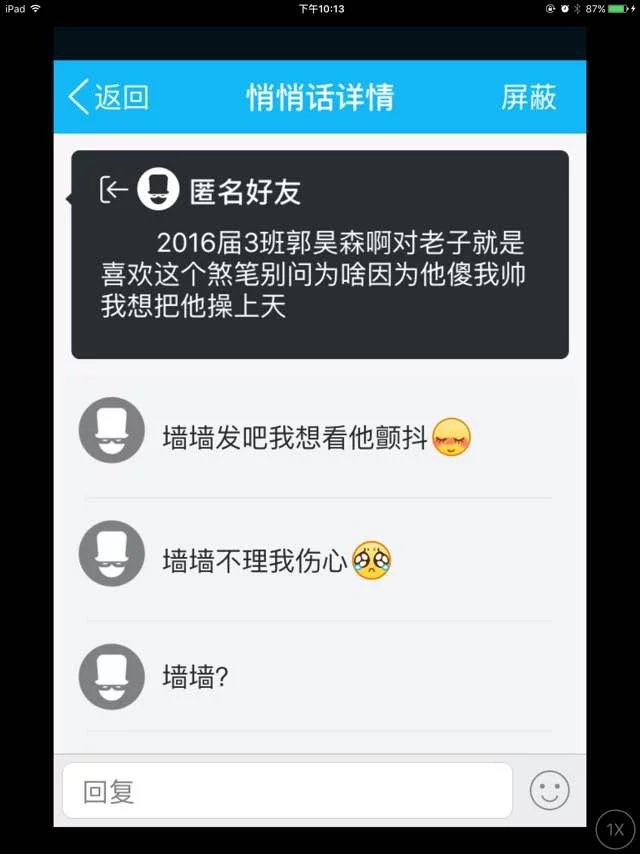 iPad 下午10:13 87%
返回 悄悄话详情 屏蔽
匿名好友
2016届3班郭昊森啊对老子就是
喜欢这个煞笔别问为啥因为他傻我帅
我想把他操上天
墙墙发吧我想看他颤抖
墙墙不理我伤心
墙墙?
回复
1X